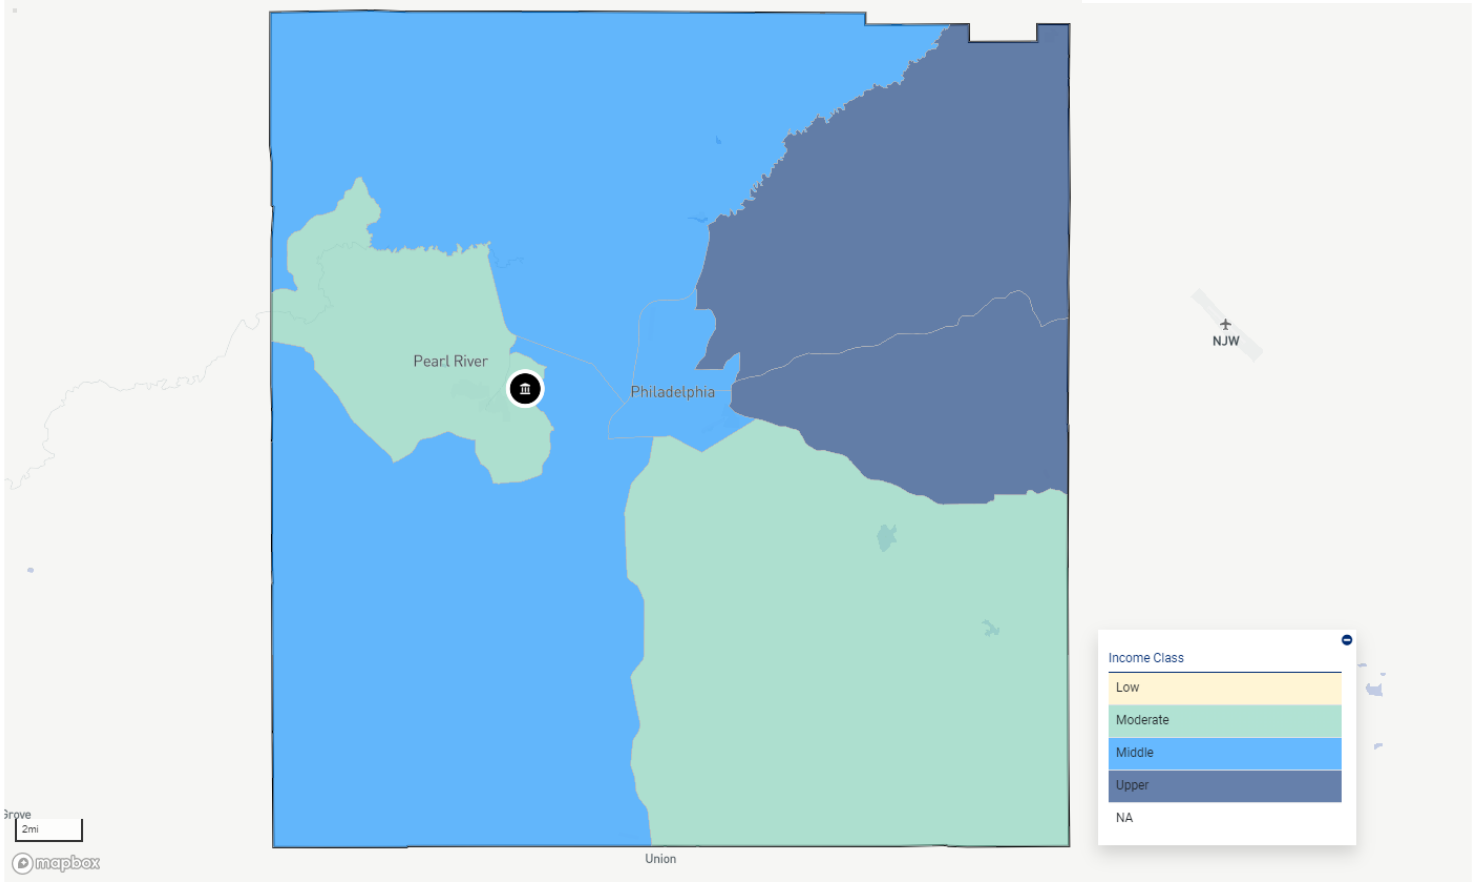 Pearl River
Philadelphia
NJW
Income Class
Low
Moderate
Middle
Upper
NA
Grove
2mi
mapbox
Union